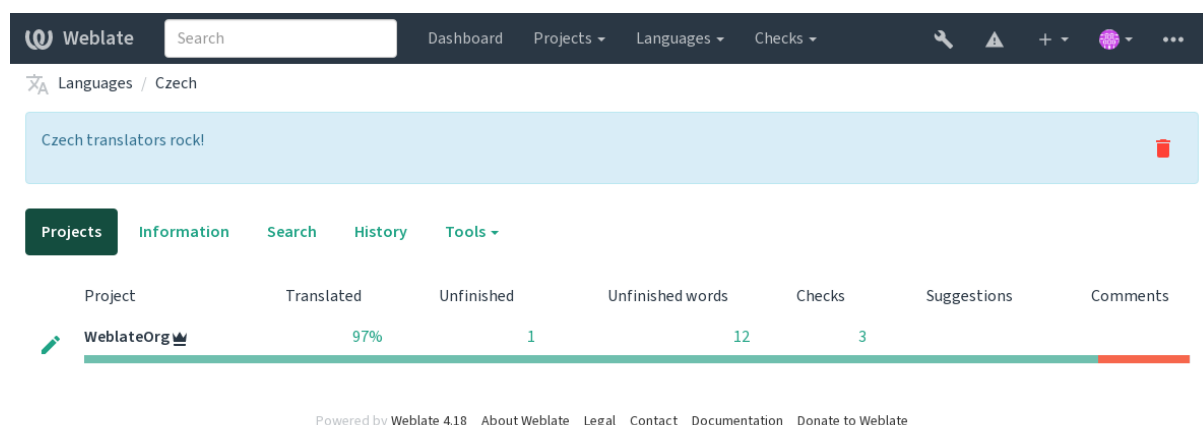 Weblate Search Dashboard Projects Languages Checks
Languages / Czech
Czech translators rock!
Projects Information Search History Tools
Project Translated Unfinished Unfinished words Checks Suggestions Comments
WeblateOrg 97% 1 12 3
Powered by Weblate 4.18 About Weblate Legal Contact Documentation Donate to Weblate